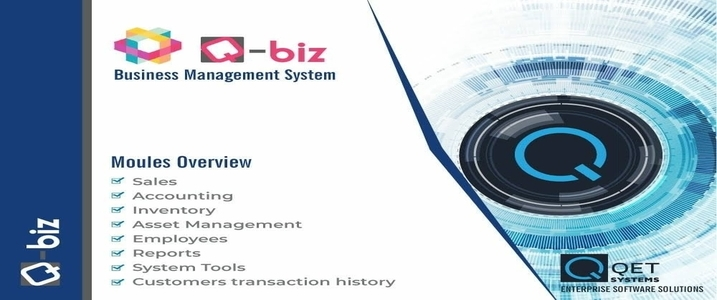 Q-biz
Business Management System
Moules Overview
Sales
Accounting
Inventory
Asset Management
Employees
Reports
System Tools
Customers transaction history
Q-biz
Q
Q QET
SYSTEMS
ENTERPRISE SOFTWARE SOLUTIONS